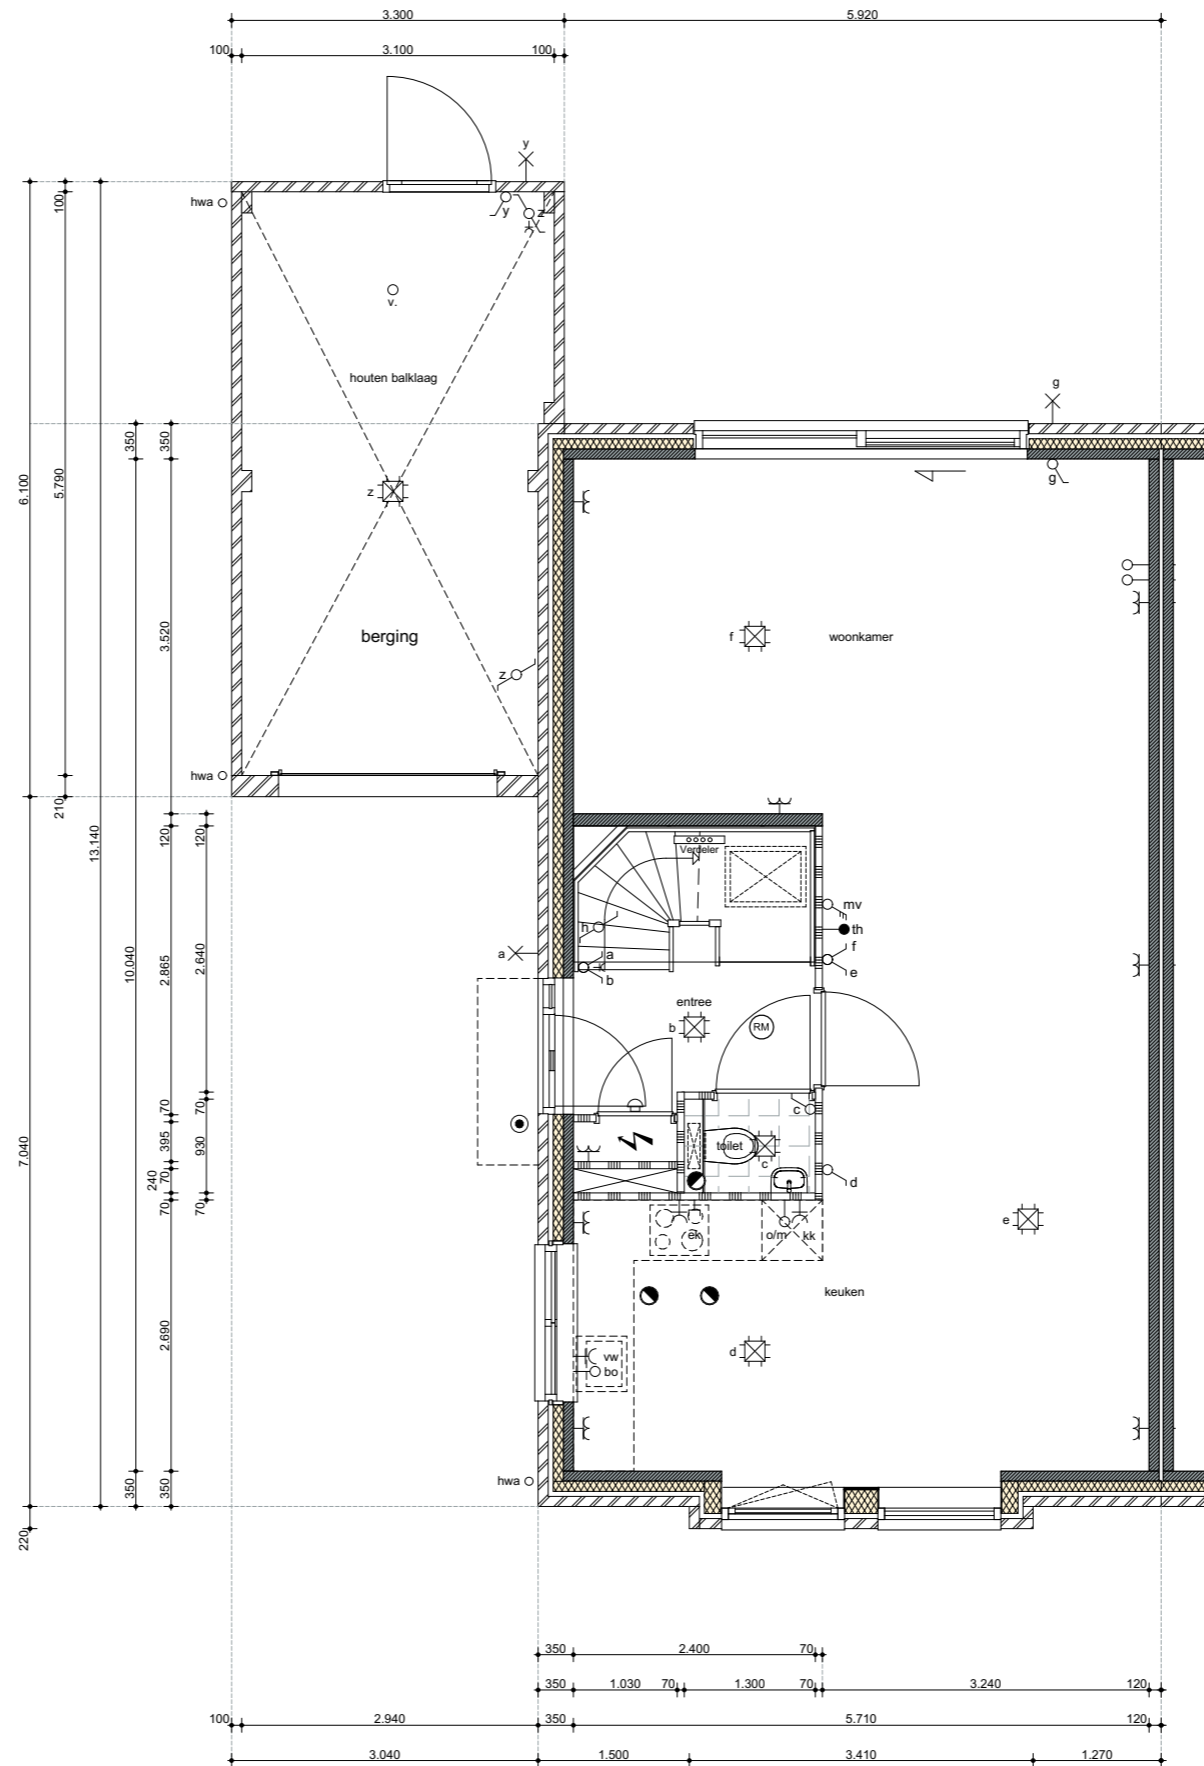 3.300
5.920
100
3.100
100
y
hwa
y
z
v.
houten balklaag
g
g
z
berging
z
f
woonkamer
hwa
Verdeler
mv
th
f
e
h
a
a
b
entree
b
RM
c
toilet
c
d
ek
o/m
kk
e
keuken
d
vw
bo
hwa
6.100
7.040
220
100
5.790
210
13.140
350
10.040
350
350
3.520
120
2.865
70
395
240
70
70
2.690
350
120
2.640
70
930
70
350
2.400
70
350
1.030
70
1.300
70
3.240
120
100
2.940
350
5.710
120
3.040
1.500
3.410
1.270